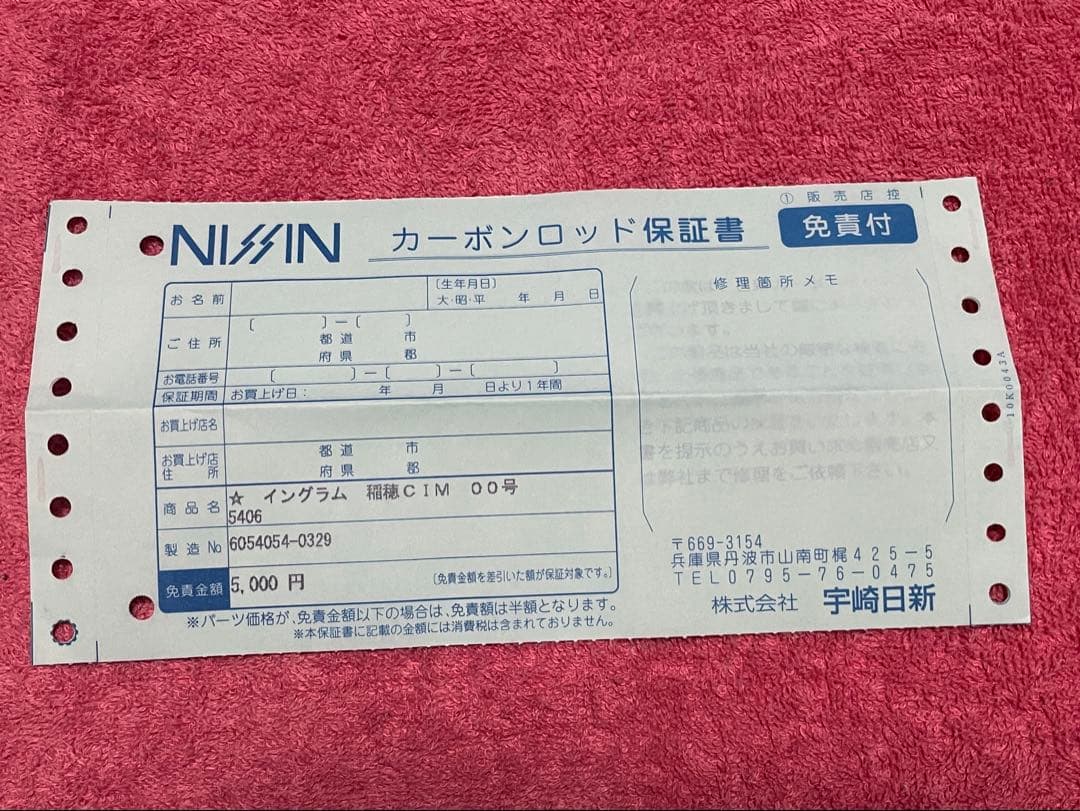 ①販売店控
NISSIN カーボンロッド保証書 免責付
お名前 〔生年月日〕
大・昭・平 年 月 日
ご住所 〔 〕－〔 〕
都道 市
府県 郡
お電話番号 〔 〕－〔 〕－〔 〕
保証期間 お買上げ日： 年 月 日より1年間
お買上げ店名
お買上げ店
住所
都道 市
府県 郡
商品名 ☆ イングラム 稲穂CIM 00号
5406
製造No 6054054-0329
免責金額 5,000 円 〔免責金額を差引いた額が保証対象です。〕
※パーツ価格が、免責金額以下の場合は、免責額は半額となります。
※本保証書に記載の金額には消費税は含まれておりません。
修理箇所メモ
〒669-3154
兵庫県丹波市山南町梶425-5
TEL0795-76-0475
株式会社 宇崎日新
10K0043A